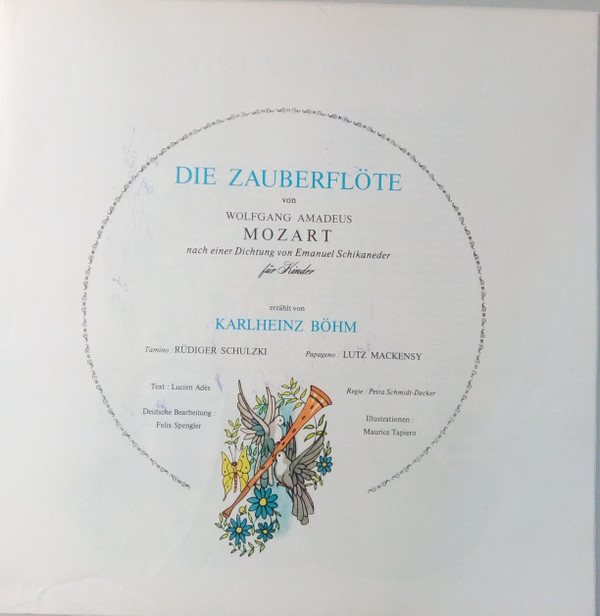 DIE ZAUBERFLÖTE
von
WOLFGANG AMADEUS
MOZART
nach einer Dichtung von Emanuel Schikaneder
für Kinder
erzählt von
KARLHEINZ BÖHM
Tamino : RÜDIGER SCHULZKI
Papageno : LUTZ MACKENSY
Text : Lucien Adés
Regie : Petra Schmidt-Decker
Deutsche Bearbeitung :
Felix Spengler
Illustrationen :
Maurice Tapiero